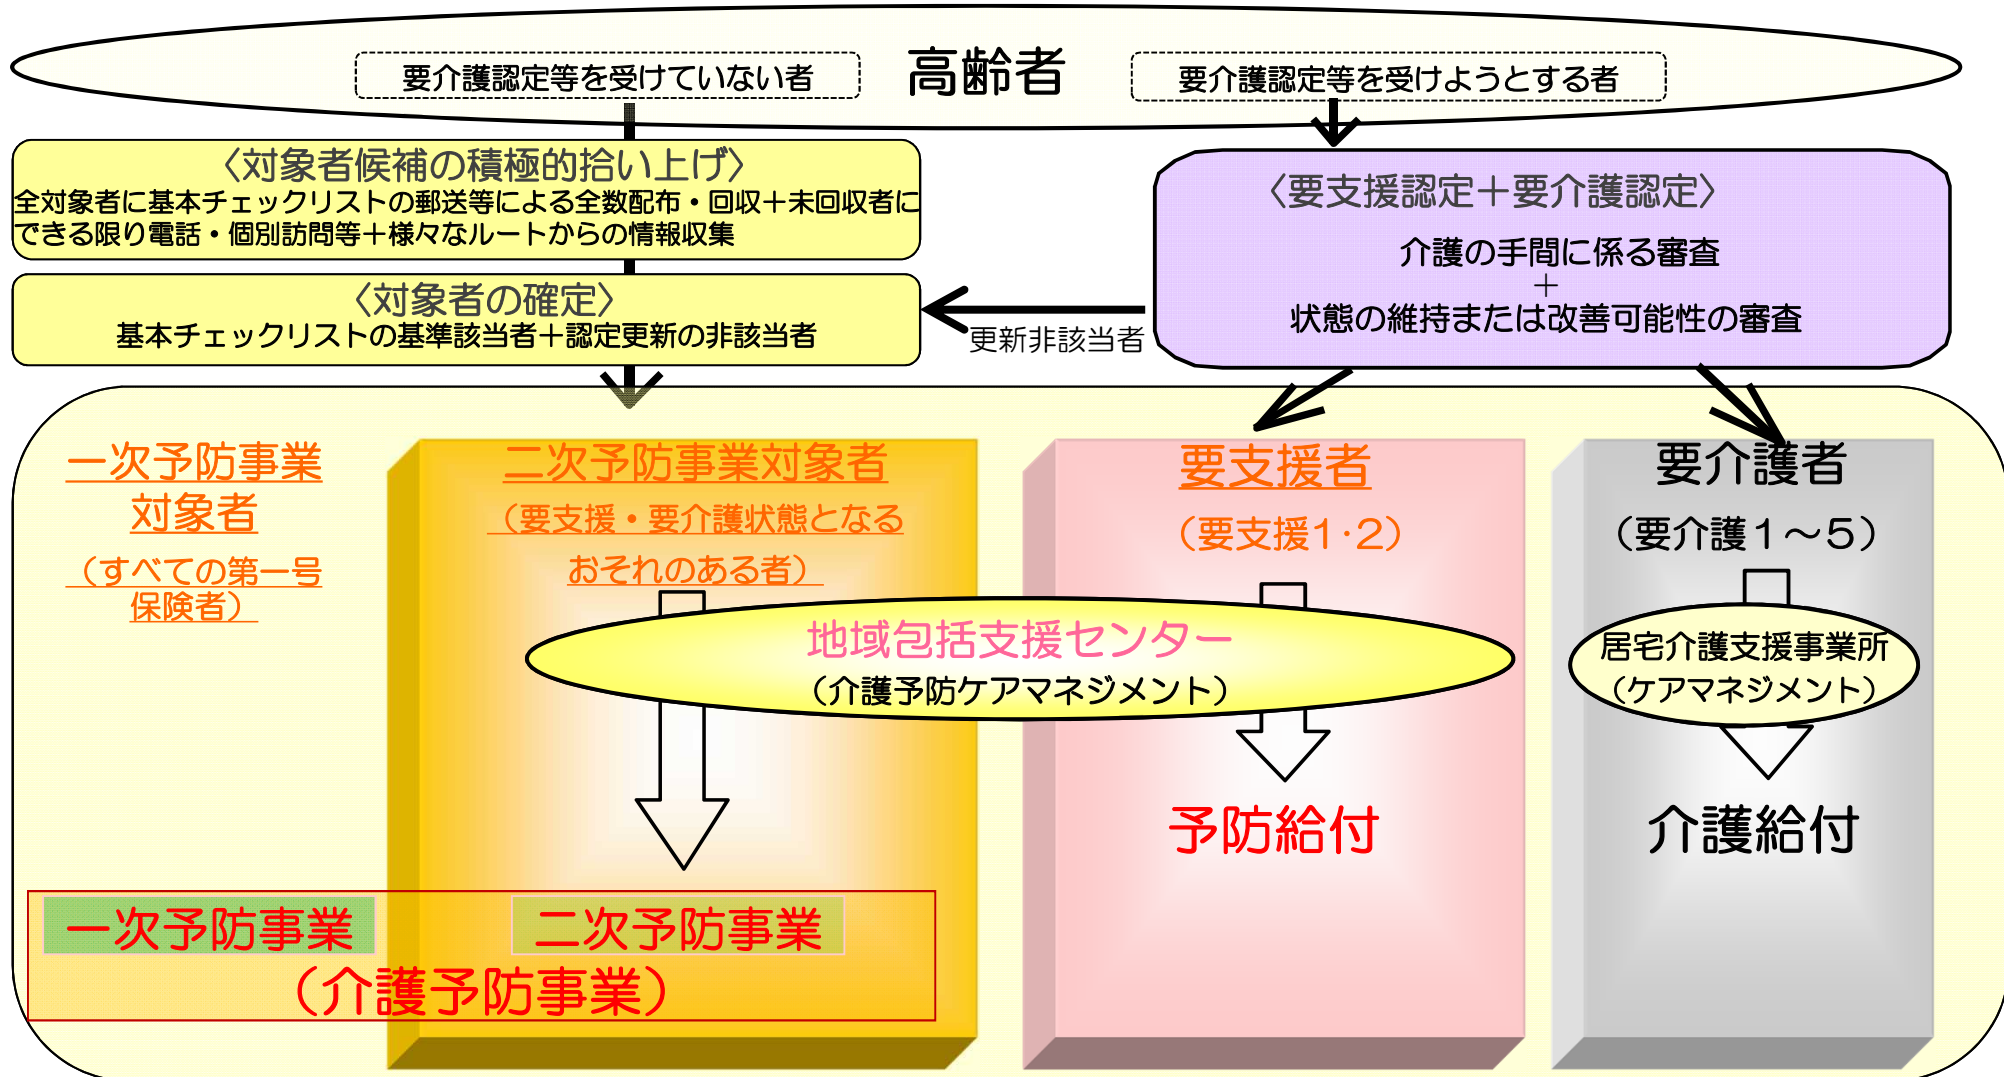 高齢者
要介護認定等を受けていない者
要介護認定等を受けようとする者
〈対象者候補の積極的拾い上げ〉
全対象者に基本チェックリストの郵送等による全数配布・回収＋未回収者に
できる限り電話・個別訪問等＋様々なルートからの情報収集
〈対象者の確定〉
基本チェックリストの基準該当者＋認定更新の非該当者
更新非該当者
〈要支援認定＋要介護認定〉
介護の手間に係る審査
＋
状態の維持または改善可能性の審査
一次予防事業
対象者
（すべての第一号
保険者）
二次予防事業対象者
（要支援・要介護状態となる
おそれのある者）
要支援者
（要支援１･２）
要介護者
（要介護１～５）
地域包括支援センター
（介護予防ケアマネジメント）
居宅介護支援事業所
（ケアマネジメント）
予防給付
介護給付
一次予防事業
二次予防事業
（介護予防事業）